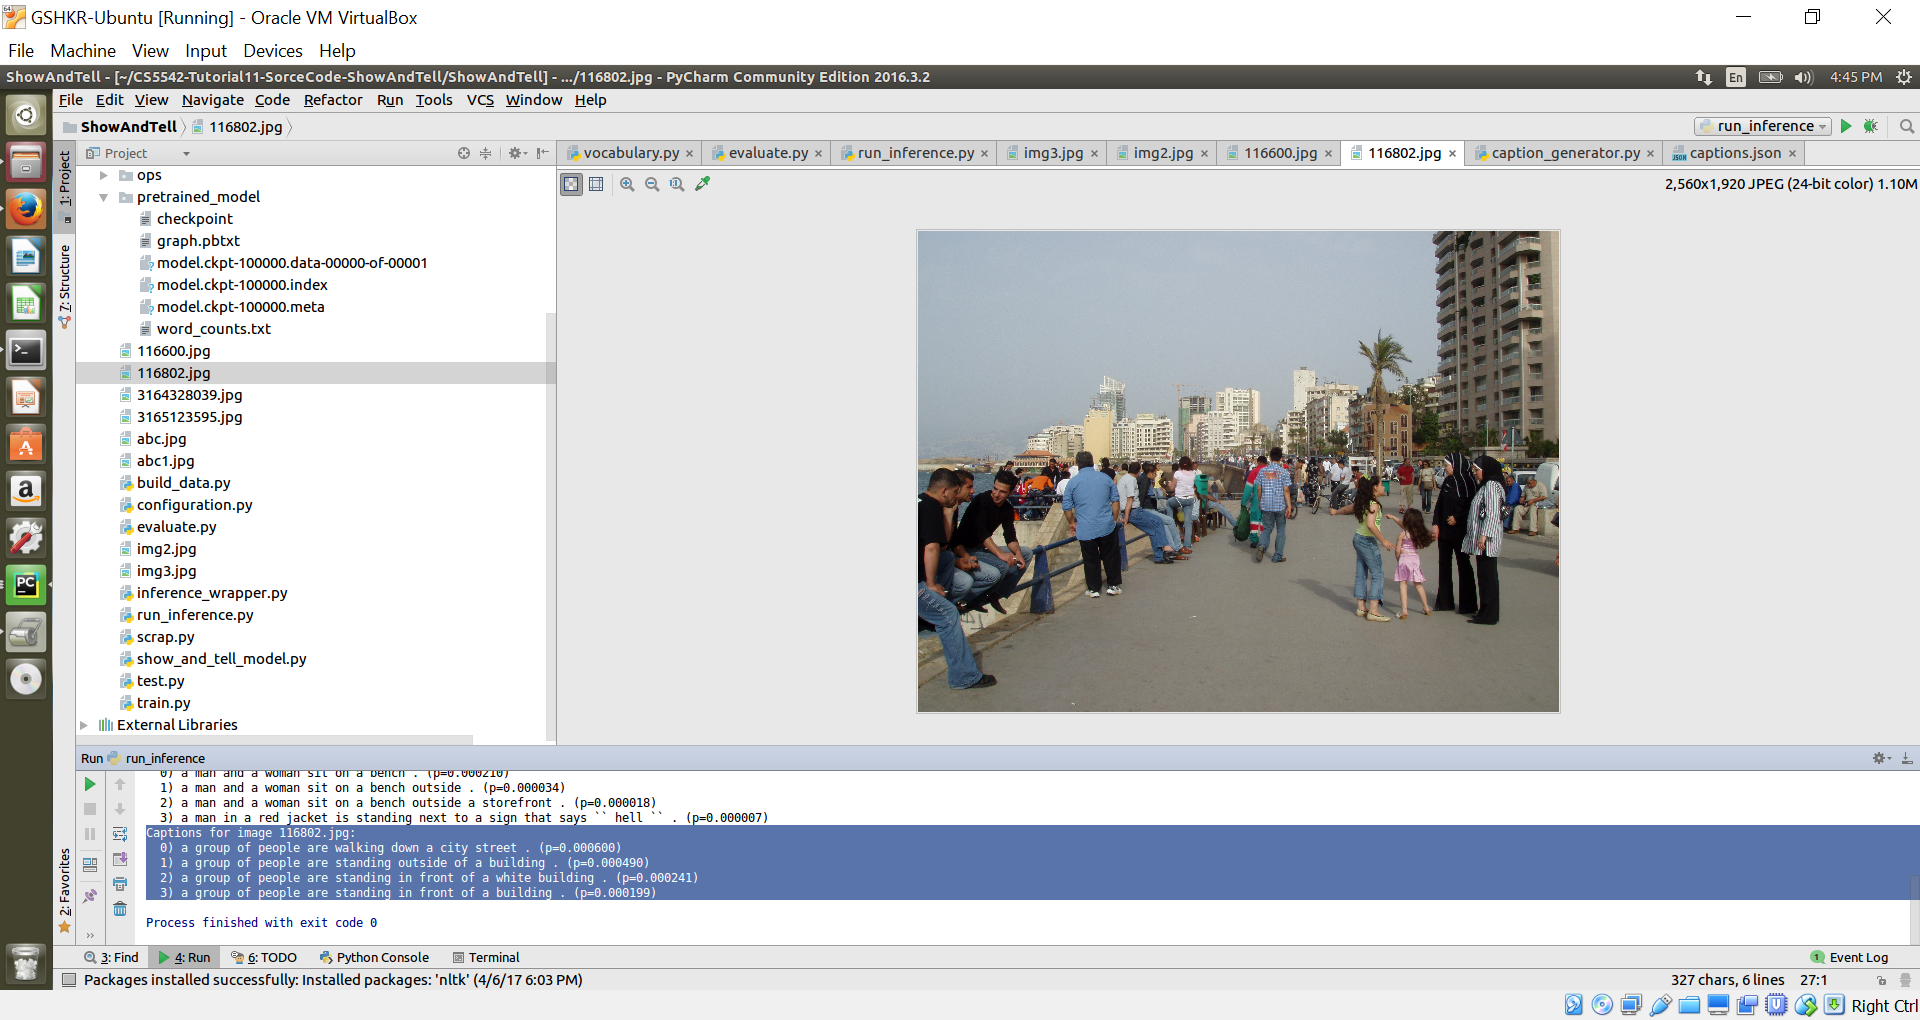 GSHKR-Ubuntu [Running] - Oracle VM VirtualBox
File Machine View Input Devices Help
ShowAndTell - [~/CS5542-Tutorial11-SorceCode-ShowAndTell/ShowAndTell] - .../116802.jpg - PyCharm Community Edition 2016.3.2
En 4:45 PM
File Edit View Navigate Code Refactor Run Tools VCS Window Help
ShowAndTell 116802.jpg run_inference
Project
vocabulary.py evaluate.py run_inference.py img3.jpg img2.jpg 116600.jpg 116802.jpg caption_generator.py captions.json
2,560x1,920 JPEG (24-bit color) 1.10M
1: Project
7: Structure
2: Favorites
ops
pretrained_model
checkpoint
graph.pbtxt
model.ckpt-100000.data-00000-of-00001
model.ckpt-100000.index
model.ckpt-100000.meta
word_counts.txt
116600.jpg
116802.jpg
3164328039.jpg
3165123595.jpg
abc.jpg
abc1.jpg
build_data.py
configuration.py
evaluate.py
img2.jpg
img3.jpg
inference_wrapper.py
run_inference.py
scrap.py
show_and_tell_model.py
test.py
train.py
External Libraries
Run run_inference
0) a man and a woman sit on a bench . (p=0.000210)
1) a man and a woman sit on a bench outside . (p=0.000034)
2) a man and a woman sit on a bench outside a storefront . (p=0.000018)
3) a man in a red jacket is standing next to a sign that says `` hell `` . (p=0.000007)
Captions for image 116802.jpg:
0) a group of people are walking down a city street . (p=0.000600)
1) a group of people are standing outside of a building . (p=0.000490)
2) a group of people are standing in front of a white building . (p=0.000241)
3) a group of people are standing in front of a building . (p=0.000199)
Process finished with exit code 0
3: Find 4: Run 6: TODO Python Console Terminal 1 Event Log
Packages installed successfully: Installed packages: 'nltk' (4/6/17 6:03 PM) 327 chars, 6 lines 27:1
Right Ctrl